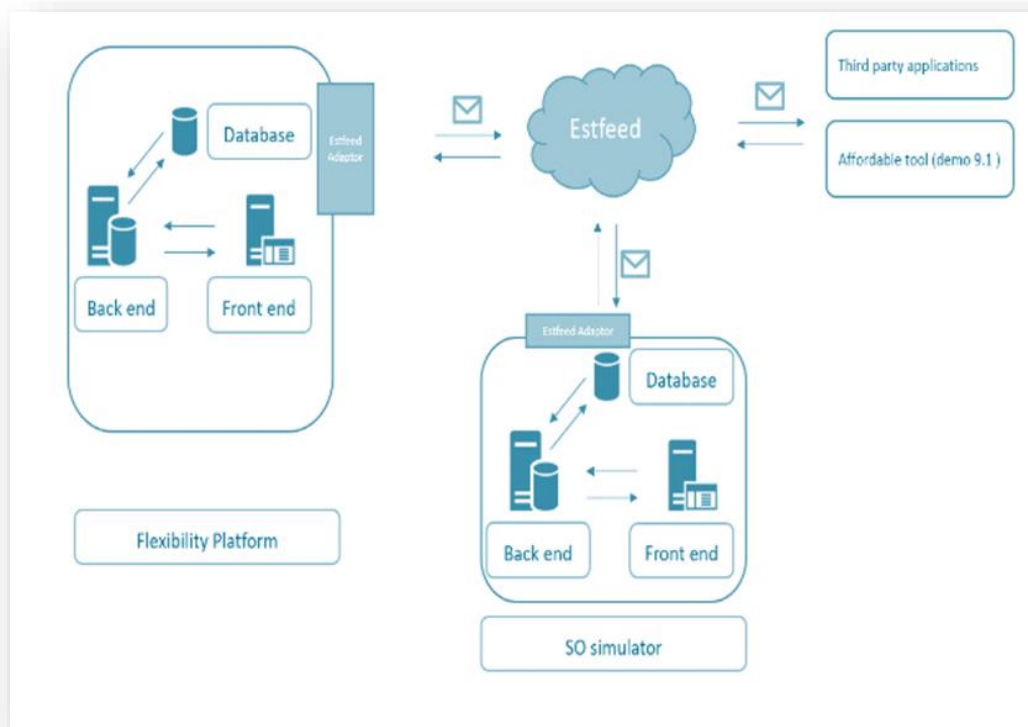 Third party applications
Database
Estfeed
Adaptor
Estfeed
Affordable tool (demo 9.1 )
Back end
Front end
Estfeed Adaptor
Database
Flexibility Platform
Back end
Front end
SO simulator